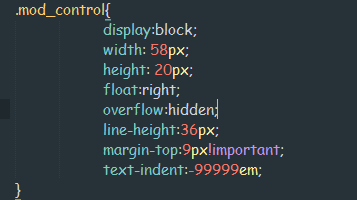 .mod_control{
display:block;
width: 58px;
height: 20px;
float:right;
overflow:hidden;
line-height:36px;
margin-top:9px!important;
text-indent:-99999em;
}